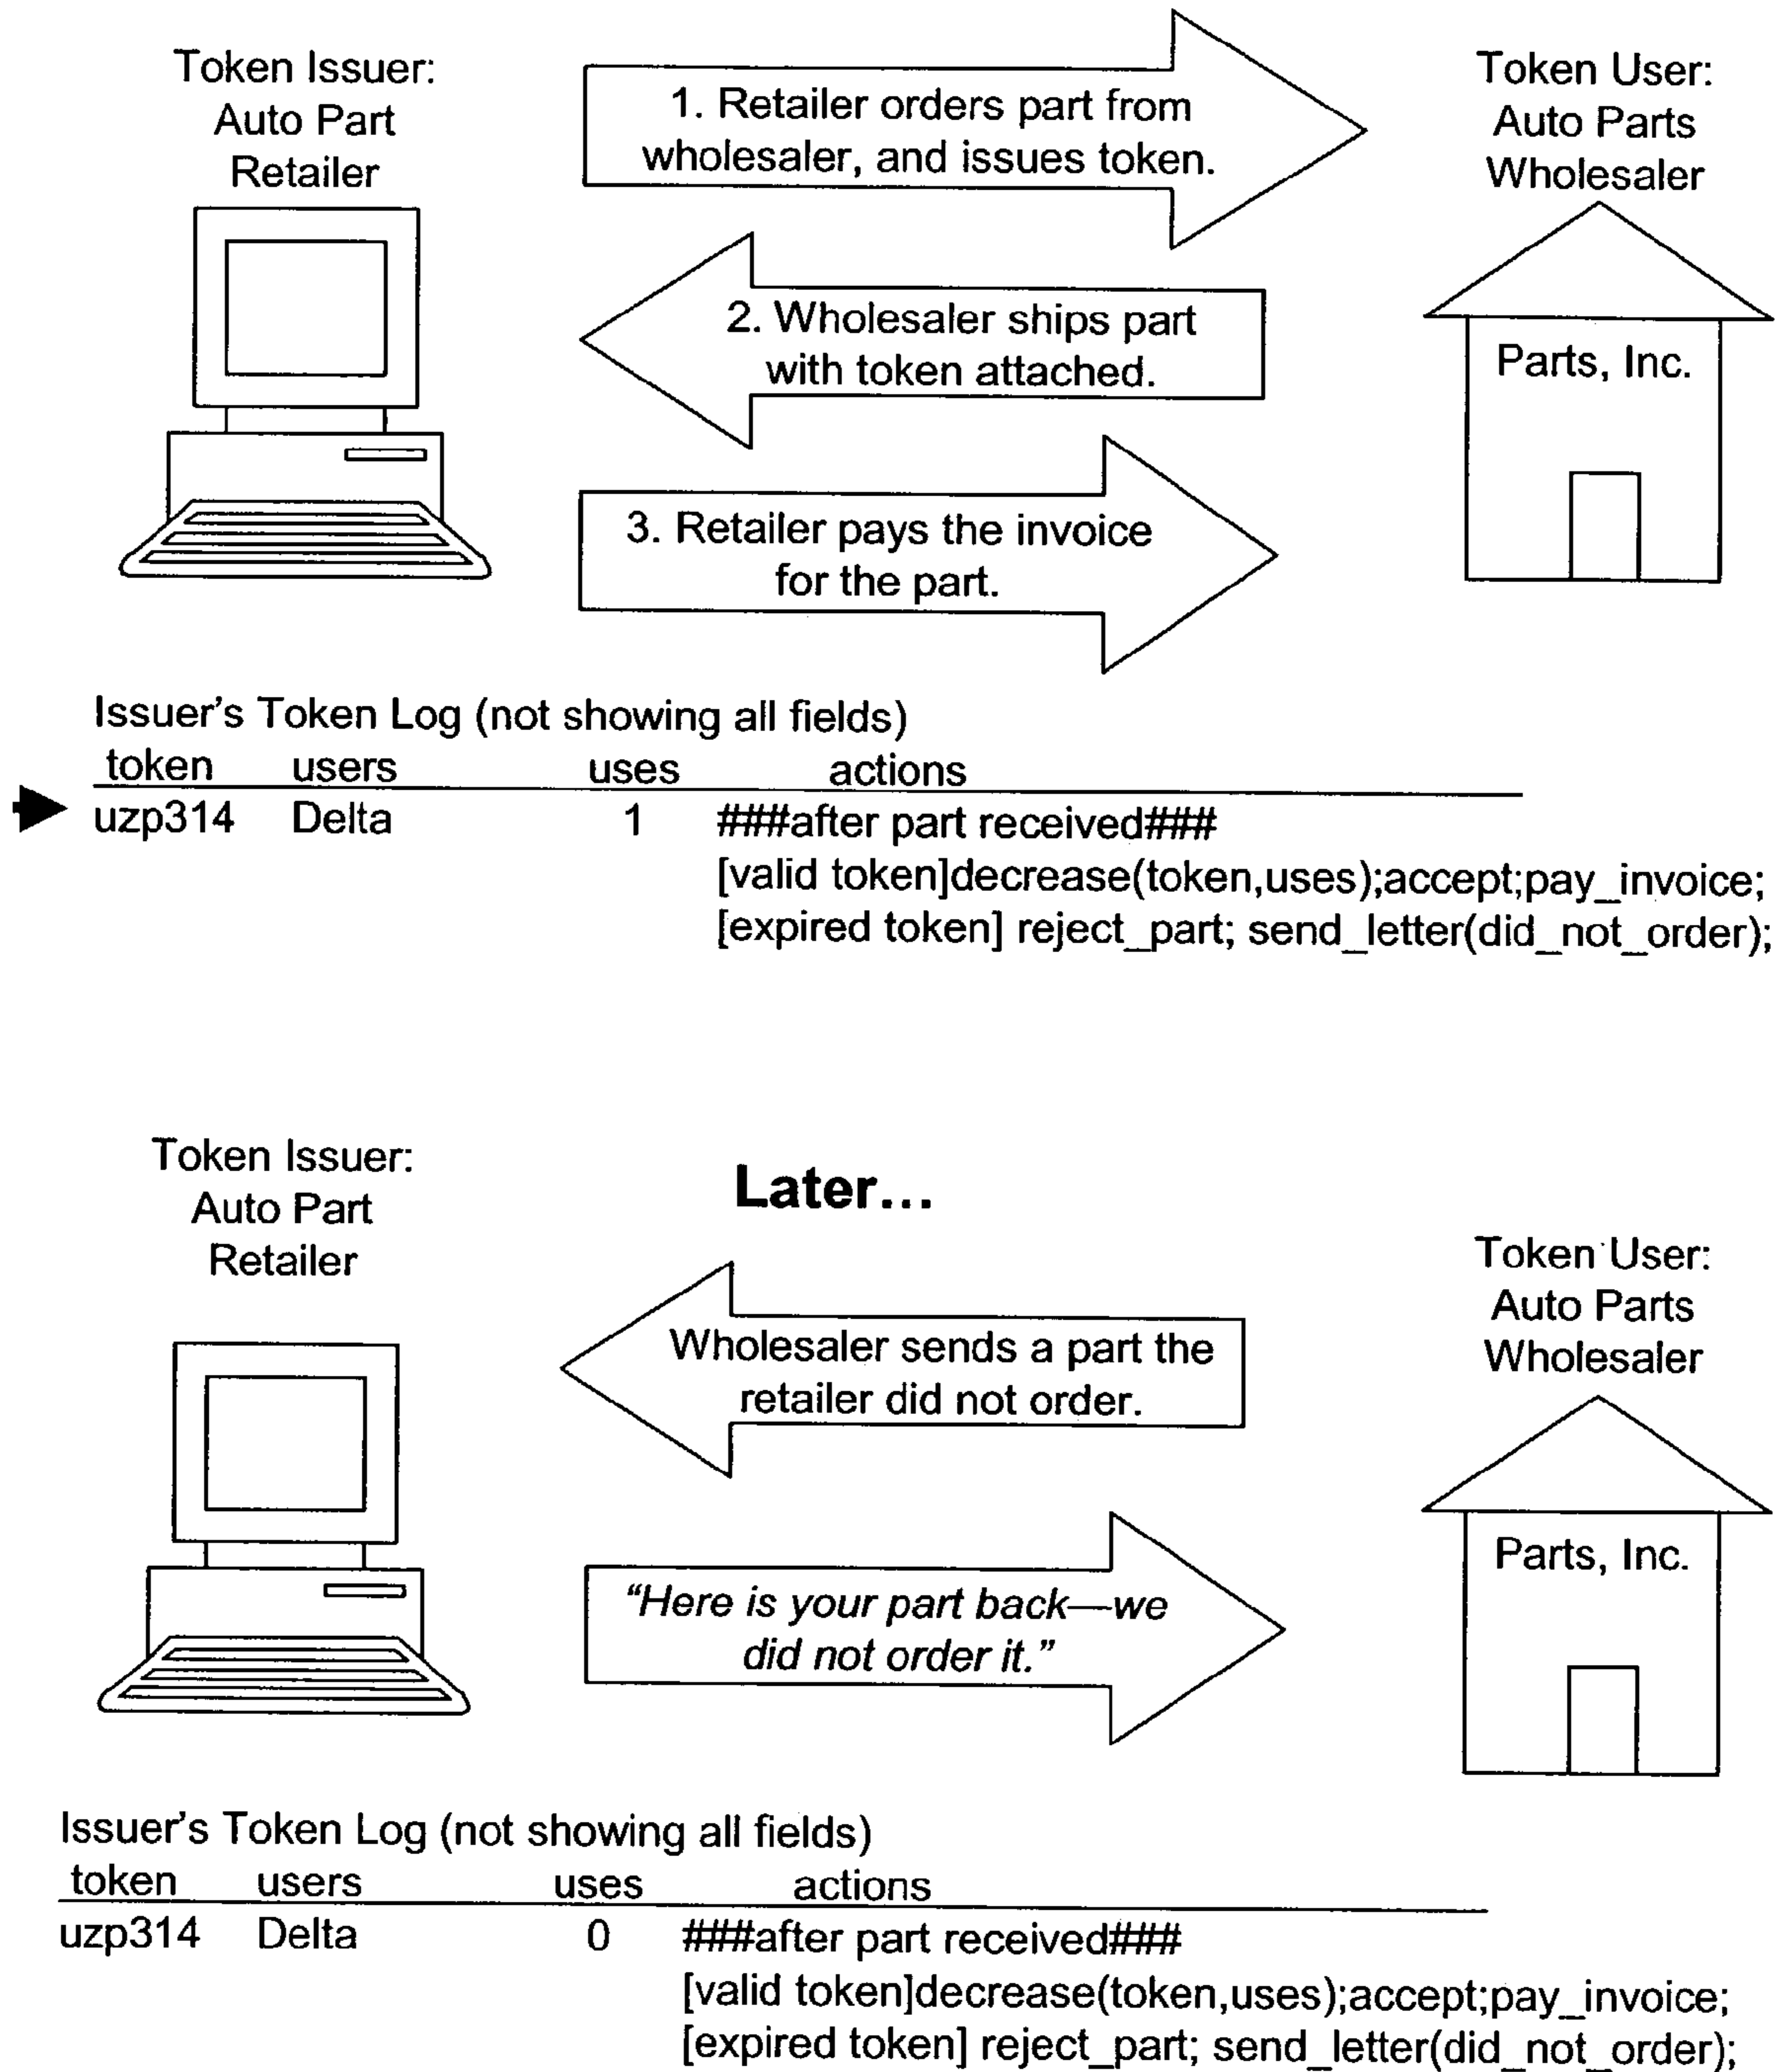 Token Issuer:
Auto Part
Retailer
1. Retailer orders part from
wholesaler, and issues token.
Token User:
Auto Parts
Wholesaler
2. Wholesaler ships part
with token attached.
Parts, Inc.
3. Retailer pays the invoice
for the part.
Issuer's Token Log (not showing all fields)
token users uses actions
uzp314 Delta 1 ###after part received###
[valid token]decrease(token,uses);accept;pay_invoice;
[expired token] reject_part; send_letter(did_not_order);
Token Issuer:
Auto Part
Retailer
Later...
Token User:
Auto Parts
Wholesaler
Wholesaler sends a part the
retailer did not order.
Parts, Inc.
“Here is your part back—we
did not order it.”
Issuer's Token Log (not showing all fields)
token users uses actions
uzp314 Delta 0 ###after part received###
[valid token]decrease(token,uses);accept;pay_invoice;
[expired token] reject_part; send_letter(did_not_order);